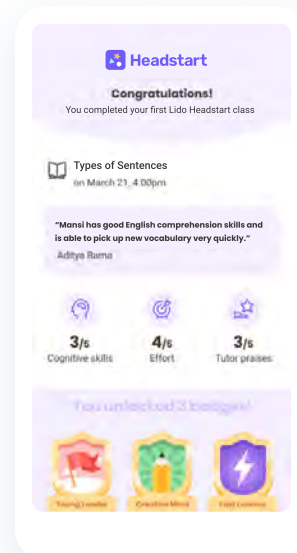 Headstart
Congratulations!
You completed your first Lido Headstart class
Types of Sentences
on March 21, 4:00pm
“Mansi has good English comprehension skills and
is able to pick up new vocabulary very quickly.”
Aditya Rama
3/5
4/5
3/5
Cognitive skills
Effort
Tutor praises
You unlocked 3 badges!
Young Leader
Creative Mind
Fast Learner